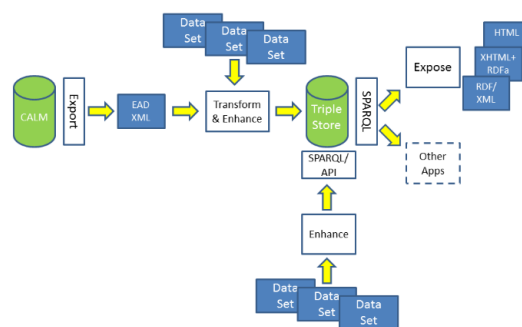 Data
Set
Data
Set
Data
Set
HTML
XHTML+
RDFa
RDF/
XML
Expose
CALM
Export
EAD
XML
Transform
& Enhance
Triple
Store
SPARQL
SPARQL/
API
Other
Apps
Enhance
Data
Set
Data
Set
Data
Set